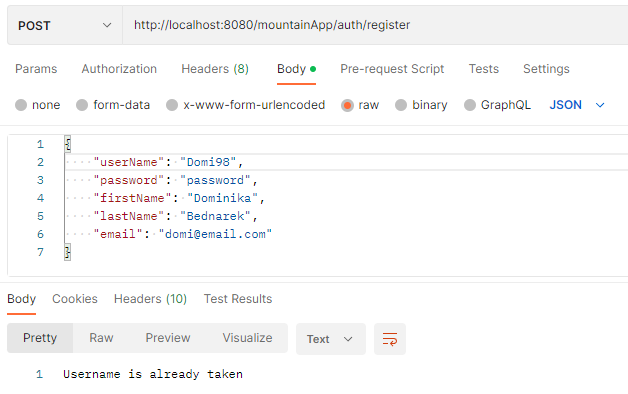 POST http://localhost:8080/mountainApp/auth/register
Params Authorization Headers (8) Body Pre-request Script Tests Settings
none form-data x-www-form-urlencoded raw binary GraphQL JSON
1 {
2 "userName": "Domi98",
3 "password": "password",
4 "firstName": "Dominika",
5 "lastName": "Bednarek",
6 "email": "domi@email.com"
7 }
Body Cookies Headers (10) Test Results
Pretty Raw Preview Visualize Text
1 Username is already taken